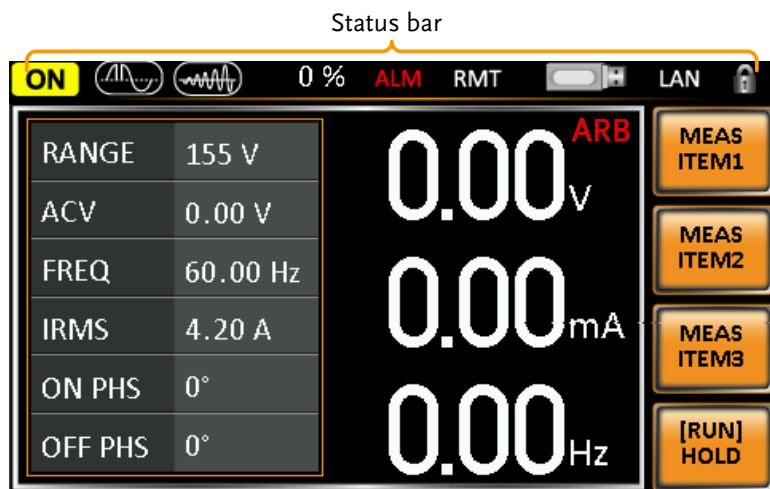 Status bar
ON 0 % ALM RMT LAN
RANGE 155 V
ACV 0.00 V
FREQ 60.00 Hz
IRMS 4.20 A
ON PHS 0°
OFF PHS 0°
ARB
0.00 V
0.00 mA
0.00 Hz
MEAS
ITEM1
MEAS
ITEM2
MEAS
ITEM3
[RUN]
HOLD